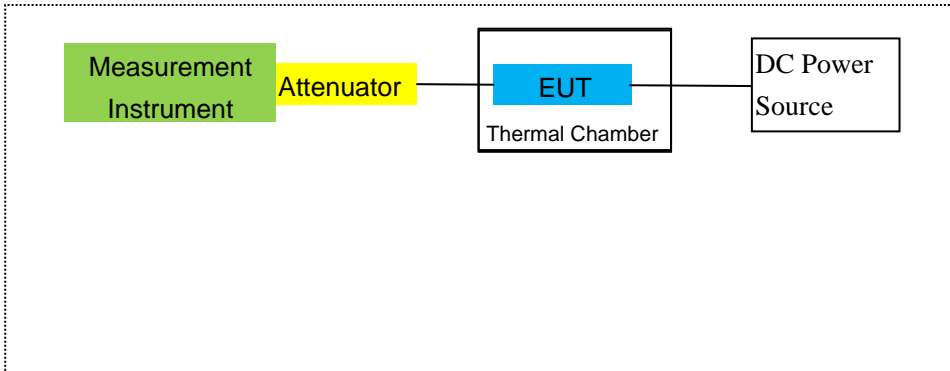 Measurement
Instrument
Attenuator
EUT
Thermal Chamber
DC Power
Source